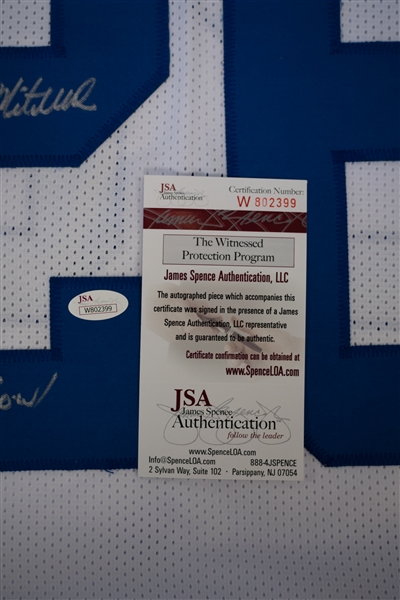 Mitchell
JSA
Authentication
Certification Number:
W 802399
The Witnessed
Protection Program
James Spence Authentication, LLC
The autographed piece which accompanies this
certificate was signed in the presence of a James
Spence Authentication, LLC representative
and is guaranteed to be authentic.
Certificate confirmation can be obtained at
www.SpenceLOA.com
JSA
W802399
JSA
James Spence
Authentication
follow the leader
www.SpenceLOA.com
Info@SpenceLOA.com 888-4JSPENCE
2 Sylvan Way, Suite 102 • Parsippany, NJ 07054